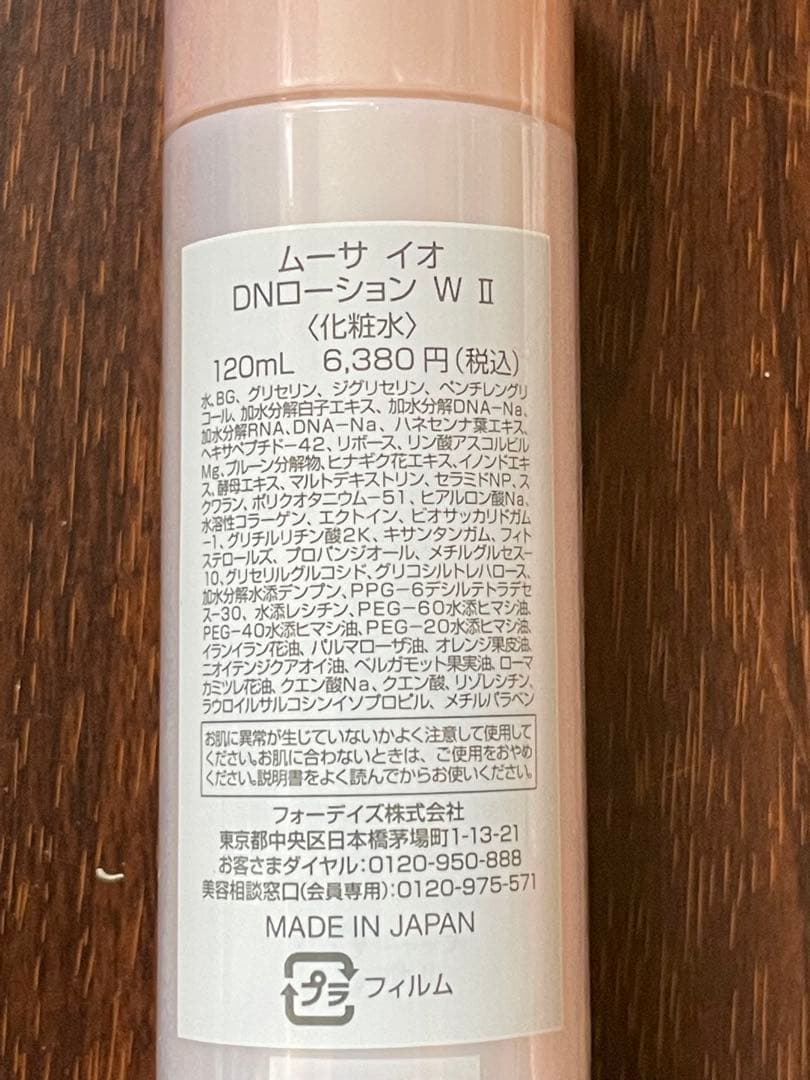 ムーサ イオ
DNローション W Ⅱ
〈化粧水〉
120mL 6,380円(税込)
水、BG、グリセリン、ジグリセリン、ペンチレングリ
コール、加水分解白子エキス、加水分解DNA-Na、
加水分解RNA、DNA-Na、ハネセンナ葉エキス、
ヘキサペプチド-42、リボース、リン酸アスコルビル
Mg、プルーン分解物、ヒナギク花エキス、イノンドエキ
ス、酵母エキス、マルトデキストリン、セラミドNP、ス
クワラン、ポリクオタニウム-51、ヒアルロン酸Na、
水溶性コラーゲン、エクトイン、ビオサッカリドガム
-1、グリチルリチン酸2K、キサンタンガム、フィト
ステロールズ、プロパンジオール、メチルグルセス-
10、グリセリルグルコシド、グリコシルトレハロース、
加水分解水添デンプン、PPG-6デシルテトラデセ
ス-30、水添レシチン、PEG-60水添ヒマシ油、
PEG-40水添ヒマシ油、PEG-20水添ヒマシ油、
イランイラン花油、パルマローザ油、オレンジ果皮油、
ニオイテンジクアオイ油、ベルガモット果実油、ローマ
カミツレ花油、クエン酸Na、クエン酸、リゾレシチン、
ラウロイルサルコシンイソプロピル、メチルパラベン
お肌に異常が生じていないかよく注意して使用して
ください。お肌に合わないときは、ご使用をおやめ
ください。説明書をよく読んでからお使いください。
フォーデイズ株式会社
東京都中央区日本橋茅場町1-13-21
お客さまダイヤル:0120-950-888
美容相談窓口(会員専用):0120-975-571
MADE IN JAPAN
プラ フィルム